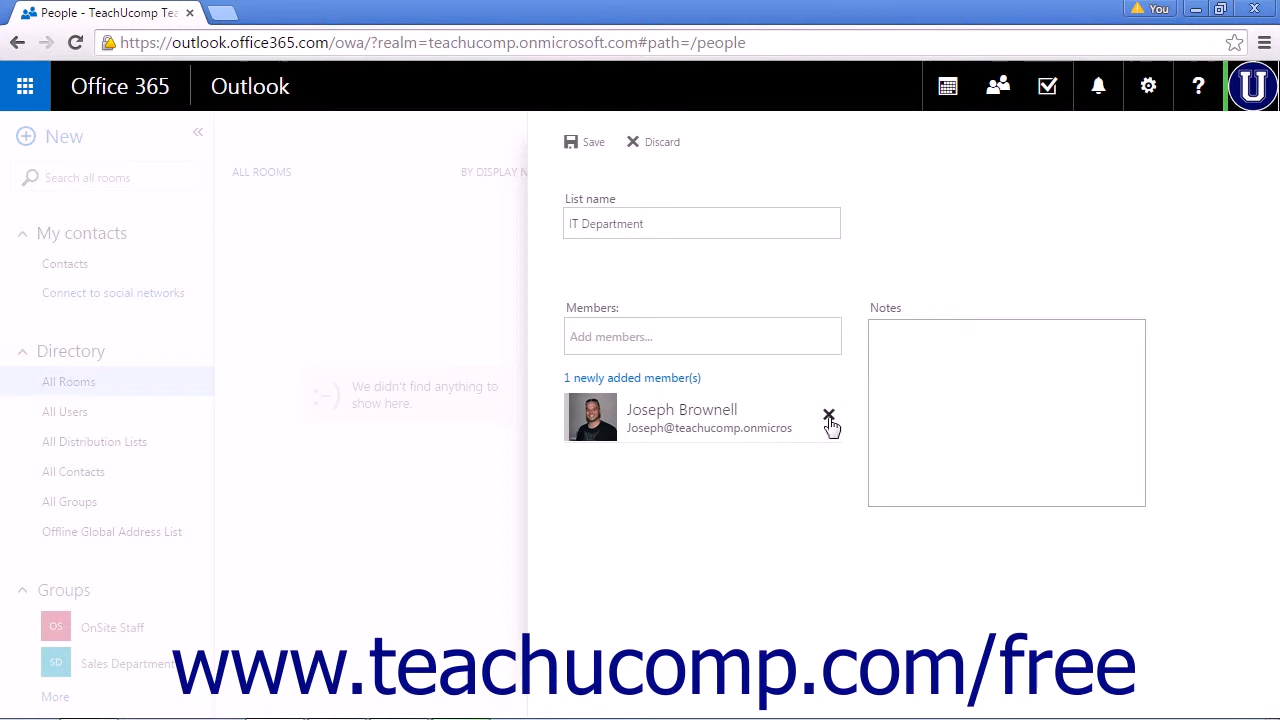 People - TeachUcomp Tea
You
https://outlook.office365.com/owa/?realm=teachucomp.onmicrosoft.com#path=/people
Office 365
Outlook
?
U
New
«
Search all rooms
My contacts
Contacts
Connect to social networks
Directory
All Rooms
All Users
All Distribution Lists
All Contacts
All Groups
Offline Global Address List
Groups
OS OnSite Staff
SD Sales Department
More
ALL ROOMS
BY DISPLAY N
:-)
We didn't find anything to
show here.
Save
Discard
List name
IT Department
Members:
Add members...
1 newly added member(s)
Joseph Brownell
Joseph@teachucomp.onmicros
Notes
www.teachucomp.com/free